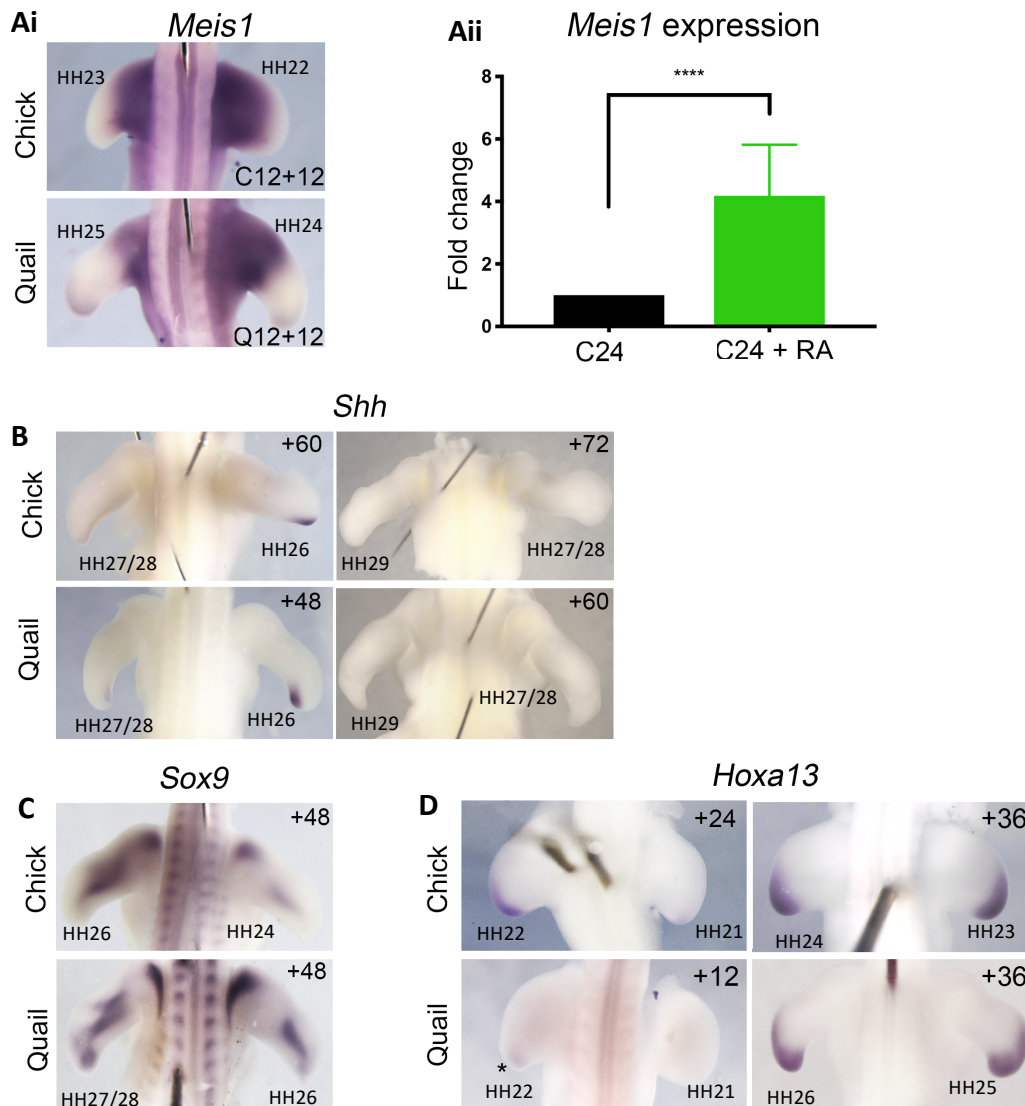 Ai
Meis1
Chick
HH23
HH22
C12+12
Quail
HH25
HH24
Q12+12
Aii
Meis1 expression
****
Fold change
8
6
4
2
0
C24
C24 + RA
Shh
B
Chick
+60
HH27/28
HH26
+72
HH29
HH27/28
Quail
+48
HH27/28
HH26
+60
HH29
HH27/28
Sox9
C
Chick
+48
HH26
HH24
Quail
+48
HH27/28
HH26
Hoxa13
D
Chick
+24
HH22
HH21
+36
HH24
HH23
Quail
+12
*
HH22
HH21
+36
HH26
HH25